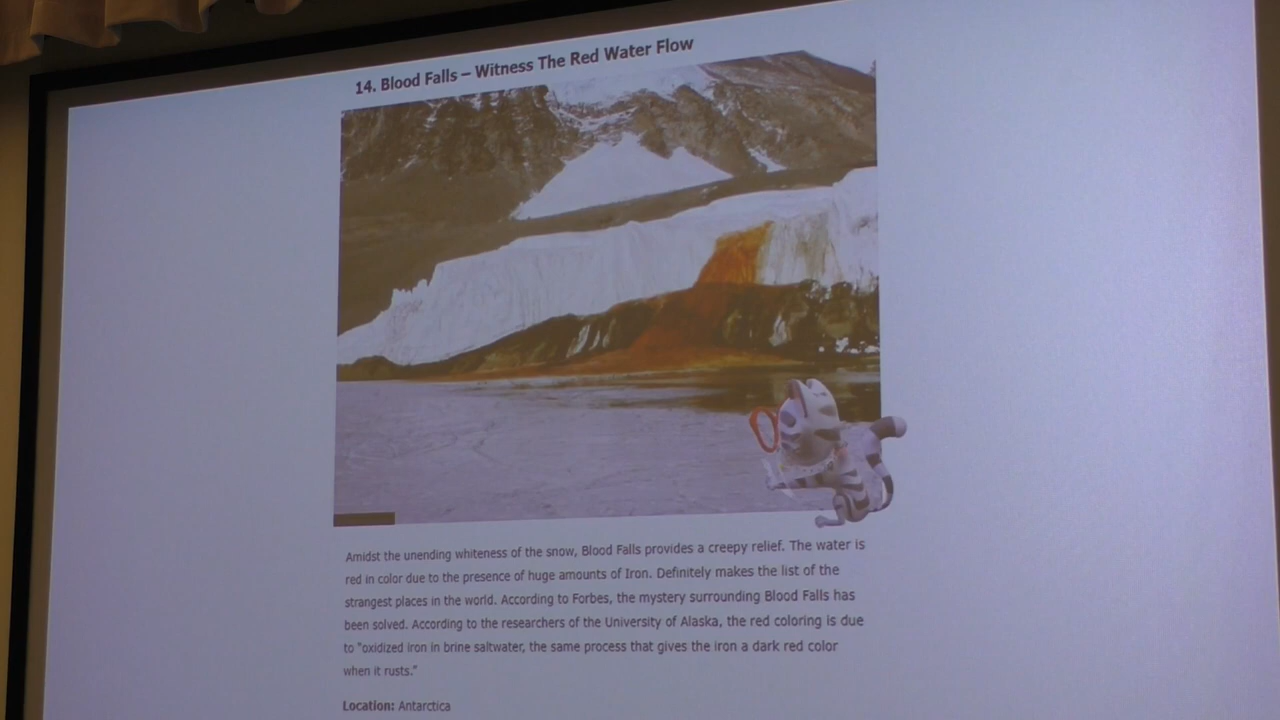 14. Blood Falls – Witness The Red Water Flow
Amidst the unending whiteness of the snow, Blood Falls provides a creepy relief. The water is
red in color due to the presence of huge amounts of Iron. Definitely makes the list of the
strangest places in the world. According to Forbes, the mystery surrounding Blood Falls has
been solved. According to the researchers of the University of Alaska, the red coloring is due
to "oxidized iron in brine saltwater, the same process that gives the iron a dark red color
when it rusts."
Location: Antarctica